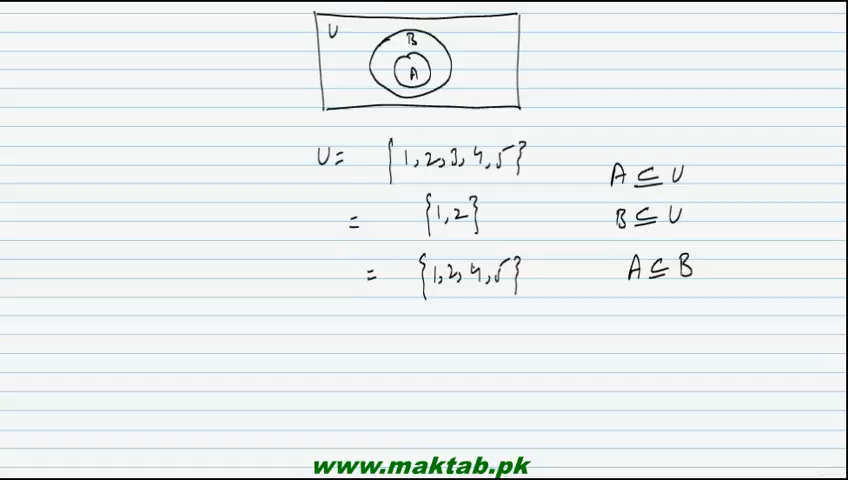 U
B
A
U= {1,2,3,4,5}
A ⊆ U
= {1,2}
B ⊆ U
= {1,2,4,5}
A ⊆ B
www.maktab.pk